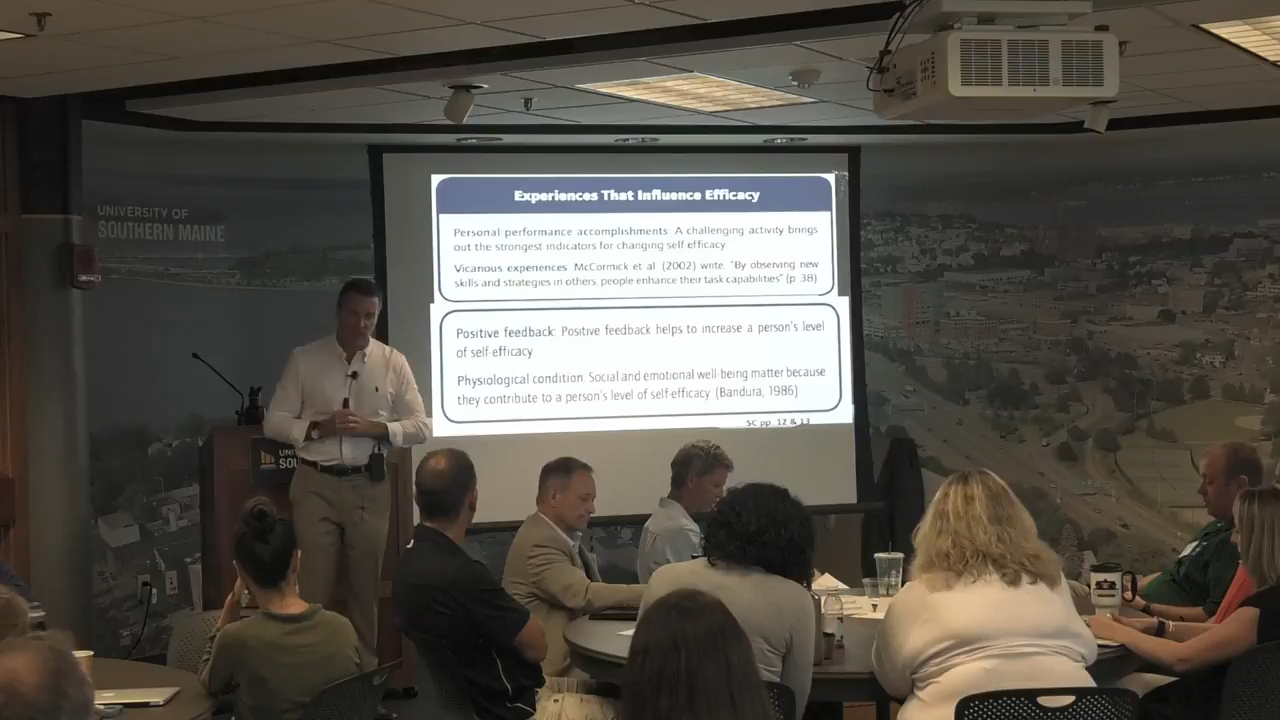 UNIVERSITY OF
SOUTHERN MAINE
Experiences That Influence Efficacy
Personal performance accomplishments: A challenging activity brings
out the strongest indicators for changing self efficacy
Vicarious experiences: McCormick et al (2002) write: "By observing new
skills and strategies in others, people enhance their task capabilities" (p 38)
Positive feedback: Positive feedback helps to increase a person's level
of self-efficacy
Physiological condition: Social and emotional well-being matter because
they contribute to a person's level of self-efficacy (Bandura, 1986)
SC pp. 12 & 13
UNI
SOU